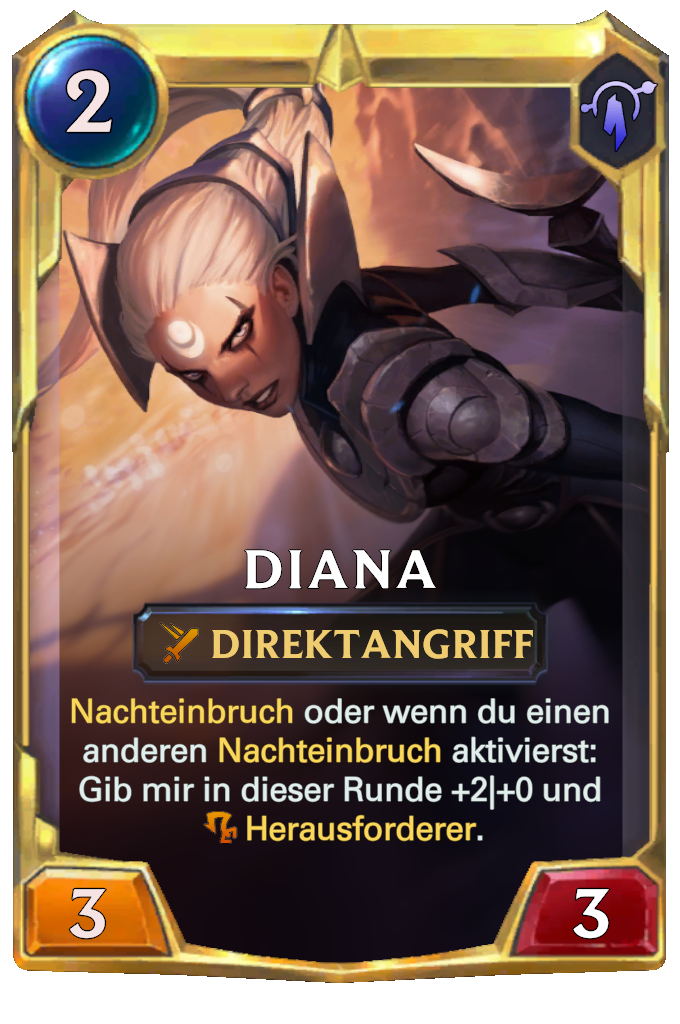 2
DIANA
DIREKTANGRIFF
Nachteinbruch oder wenn du einen
anderen Nachteinbruch aktivierst:
Gib mir in dieser Runde +2|+0 und
Herausforderer.
3 3